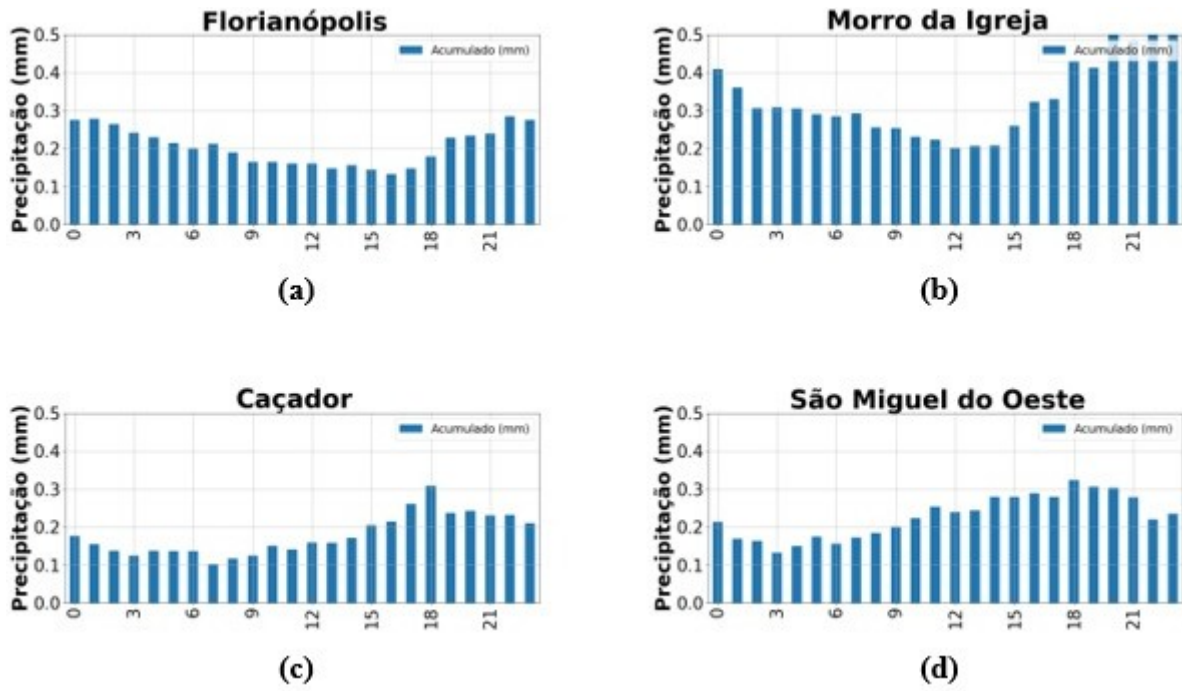 Florianópolis
Precipitação (mm)
0.5
0.4
0.3
0.2
0.1
0.0
Acumulado (mm)
0 3 6 9 12 15 18 21
(a)
Morro da Igreja
Precipitação (mm)
0.5
0.4
0.3
0.2
0.1
0.0
Acumulado (mm)
0 3 6 9 12 15 18 21
(b)
Caçador
Precipitação (mm)
0.5
0.4
0.3
0.2
0.1
0.0
Acumulado (mm)
0 3 6 9 12 15 18 21
(c)
São Miguel do Oeste
Precipitação (mm)
0.5
0.4
0.3
0.2
0.1
0.0
Acumulado (mm)
0 3 6 9 12 15 18 21
(d)